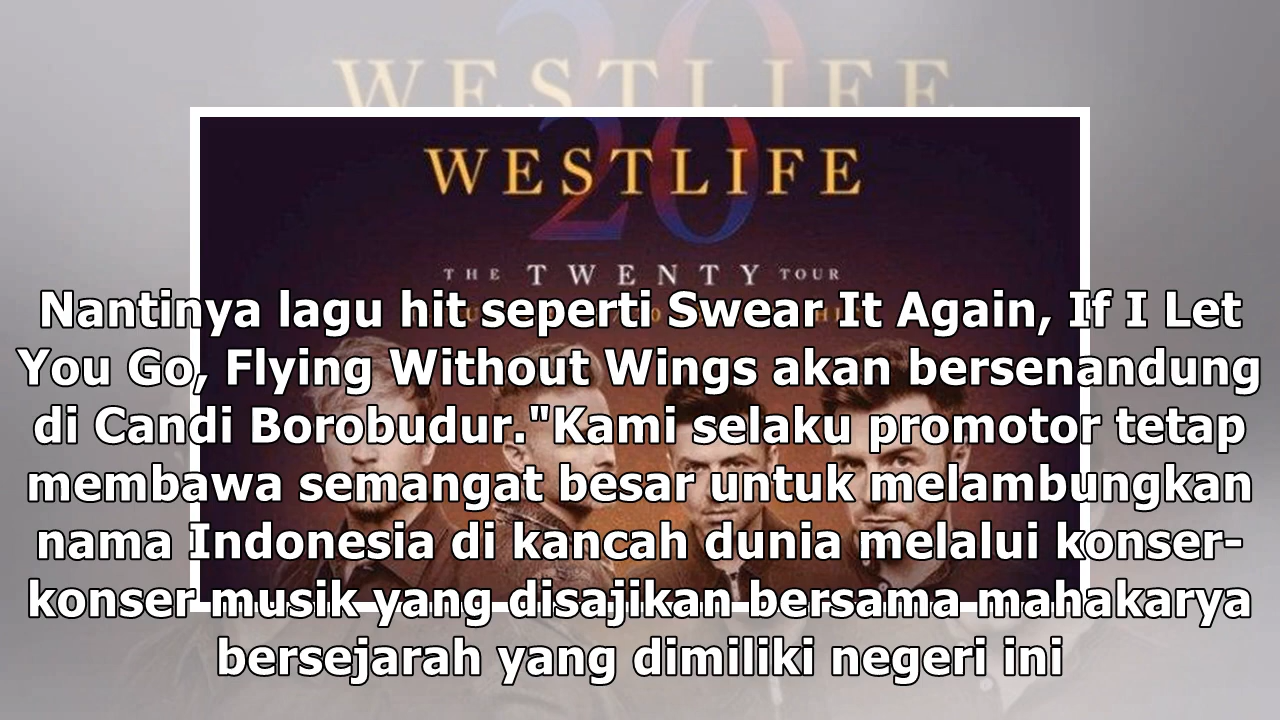 WESTLIFE
20
WESTLIFE
THE TWENTY TOUR
Nantinya lagu hit seperti Swear It Again, If I Let
You Go, Flying Without Wings akan bersenandung
di Candi Borobudur."Kami selaku promotor tetap
membawa semangat besar untuk melambungkan
nama Indonesia di kancah dunia melalui konser-
konser musik yang disajikan bersama mahakarya
bersejarah yang dimiliki negeri ini